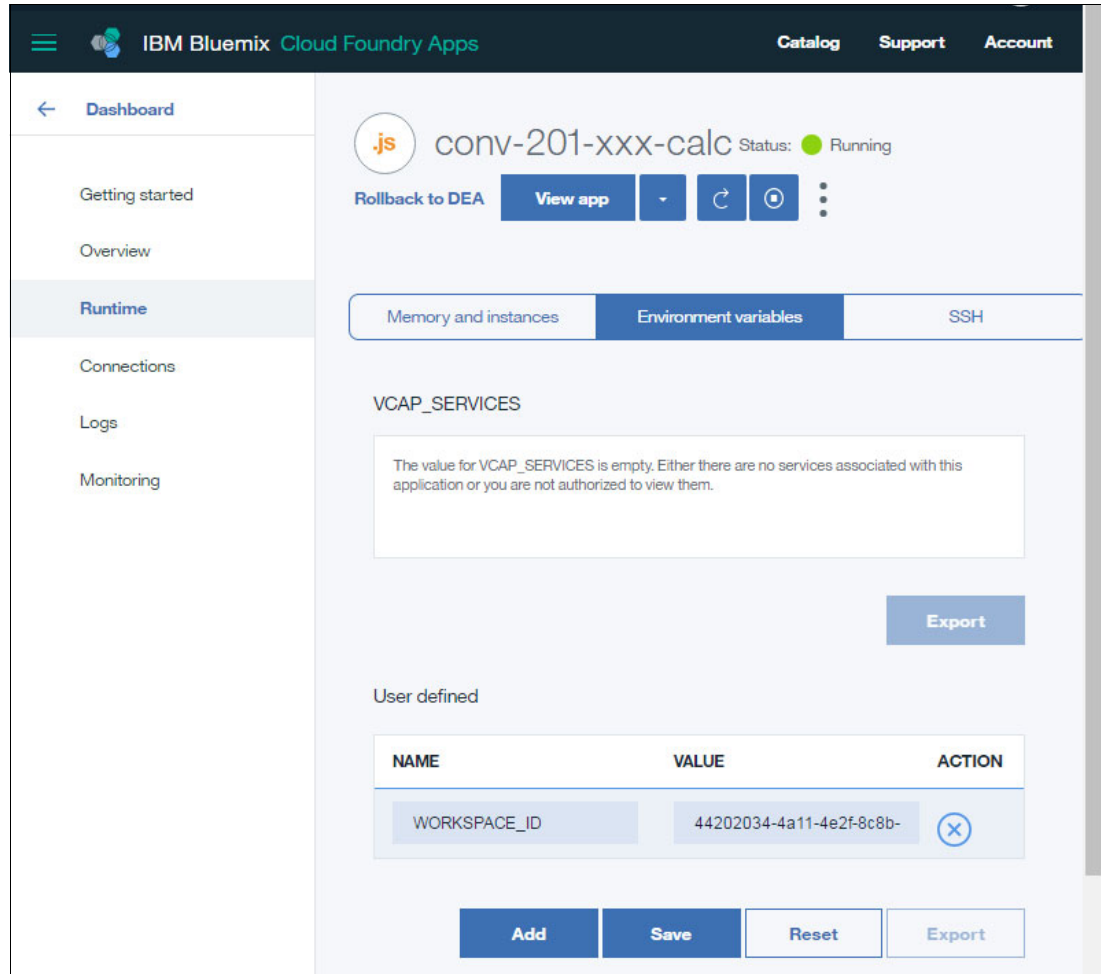 IBM Bluemix Cloud Foundry Apps
Catalog
Support
Account
Dashboard
Getting started
Overview
Runtime
Connections
Logs
Monitoring
.js
conv-201-xxx-calc Status: Running
Rollback to DEA
View app
Memory and instances
Environment variables
SSH
VCAP_SERVICES
The value for VCAP_SERVICES is empty. Either there are no services associated with this
application or you are not authorized to view them.
Export
User defined
NAME
VALUE
ACTION
WORKSPACE_ID
44202034-4a11-4e2f-8c8b-
Add
Save
Reset
Export